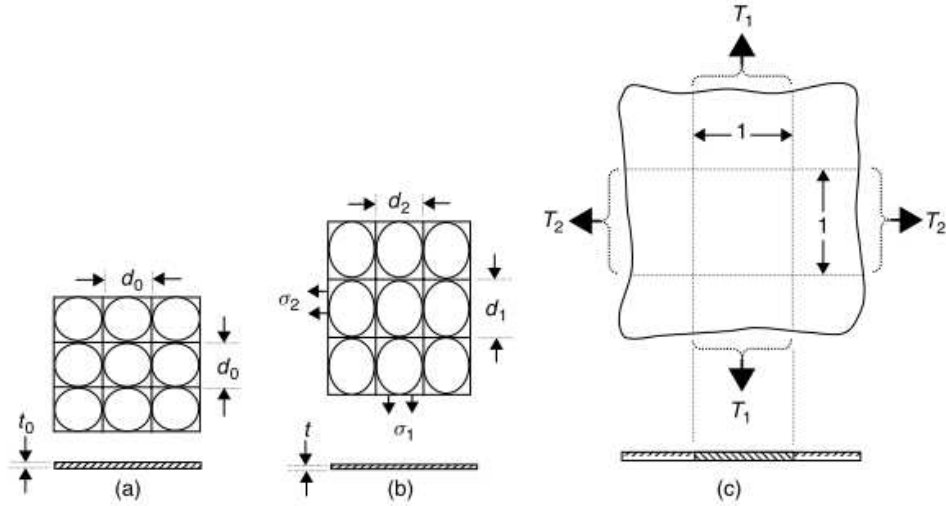 d₀
d₀
t₀
(a)
d₂
σ₂
d₁
σ₁
t
(b)
T₁
1
T₂
1
T₂
T₁
(c)